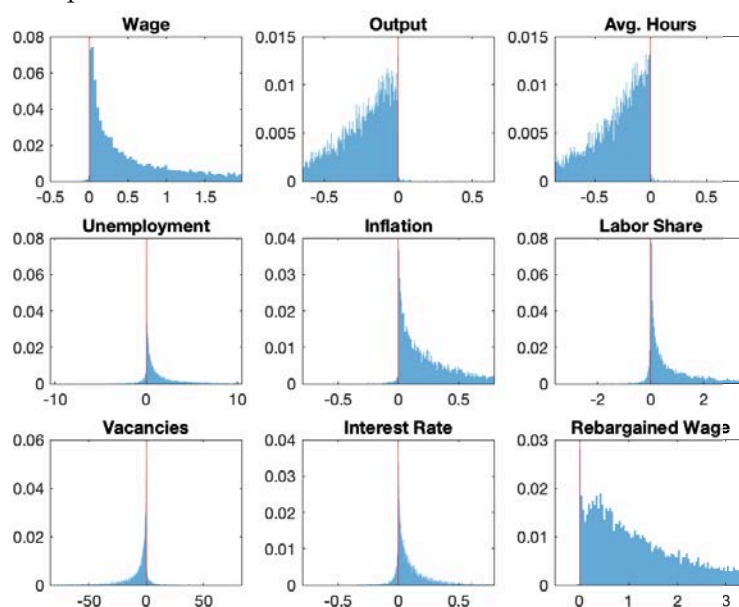 Wage
0.08
0.06
0.04
0.02
0
-0.5 0 0.5 1 1.5
Output
0.015
0.01
0.005
0
-0.5 0 0.5
Avg. Hours
0.015
0.01
0.005
0
-0.5 0 0.5
Unemployment
0.08
0.06
0.04
0.02
0
-10 0 10
Inflation
0.04
0.03
0.02
0.01
0
-0.5 0 0.5
Labor Share
0.08
0.06
0.04
0.02
0
-2 0 2
Vacancies
0.06
0.04
0.02
0
-50 0 50
Interest Rate
0.04
0.03
0.02
0.01
0
-0.5 0 0.5
Rebargained Wage
0.03
0.02
0.01
0
0 1 2 3